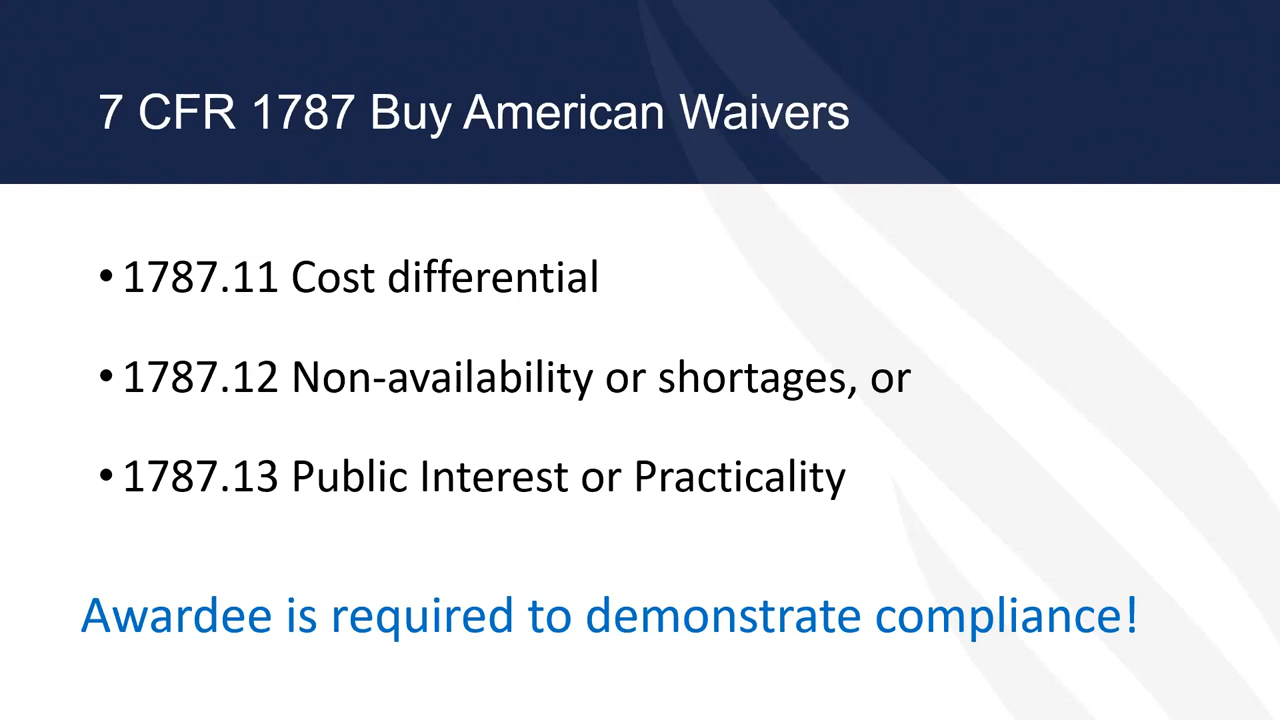 7 CFR 1787 Buy American Waivers
• 1787.11 Cost differential
• 1787.12 Non-availability or shortages, or
• 1787.13 Public Interest or Practicality
Awardee is required to demonstrate compliance!